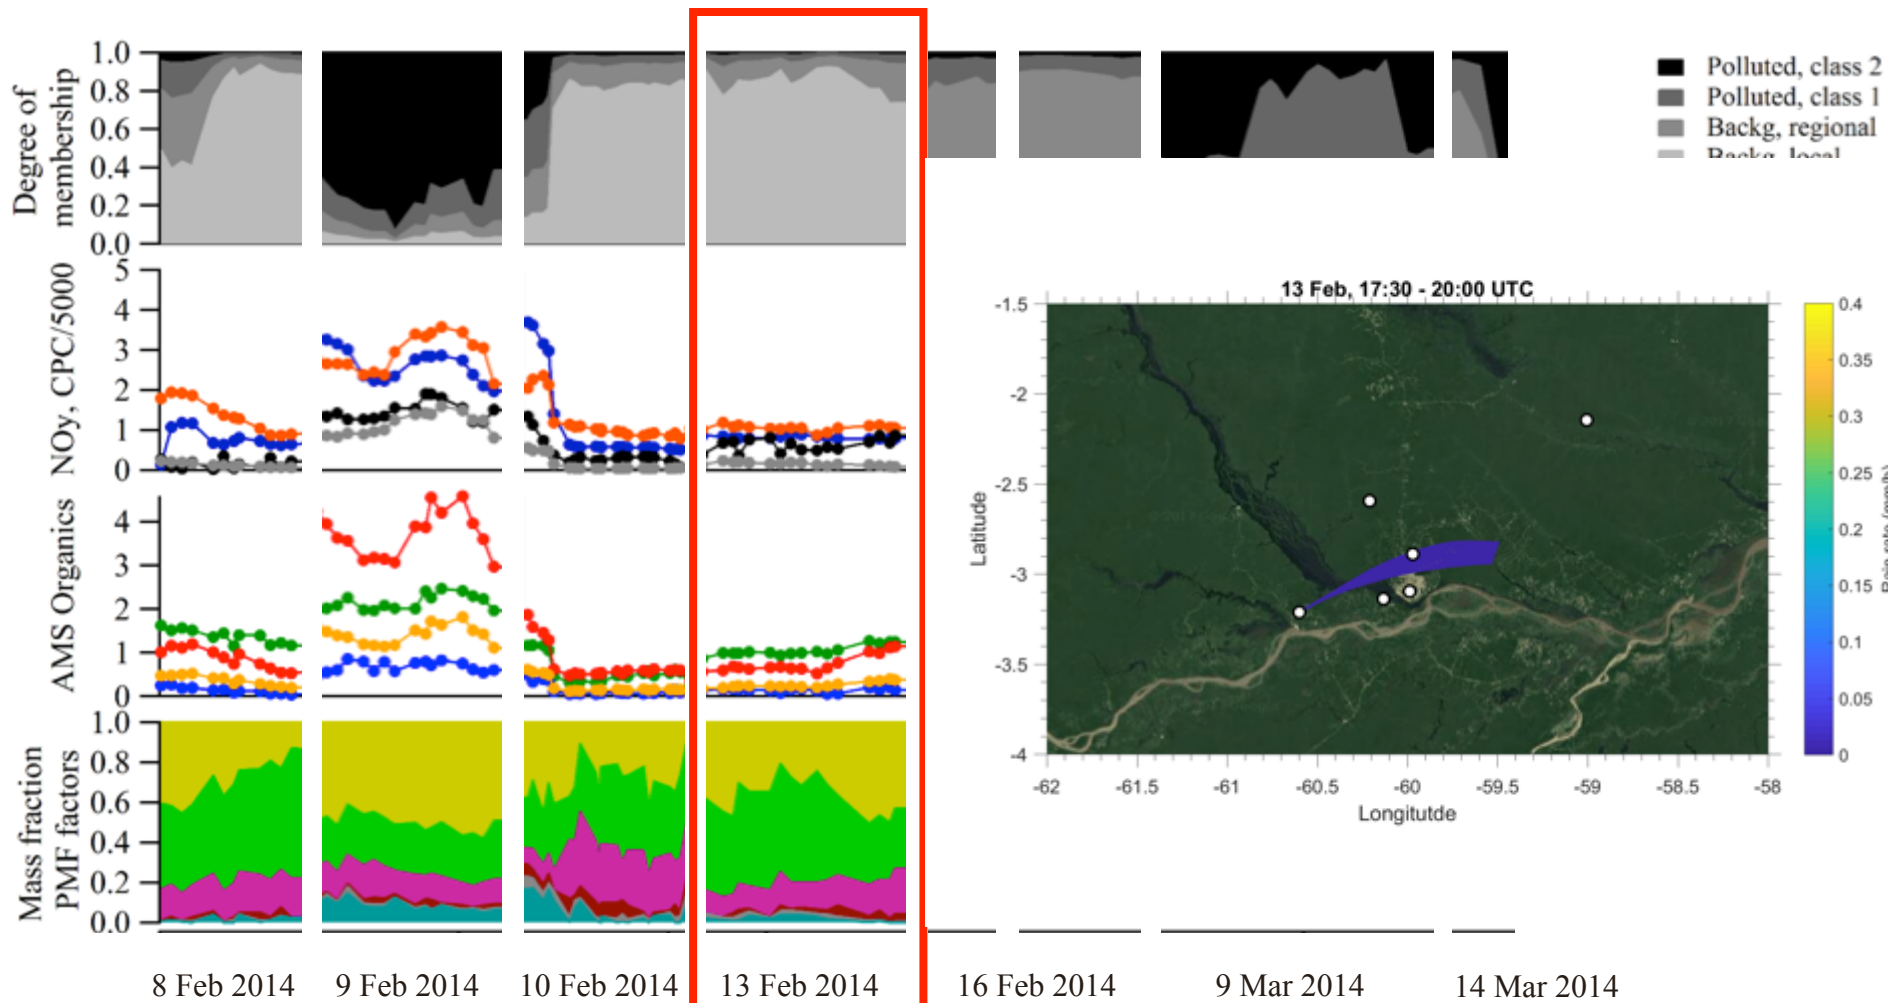 Degree of
membership
1.0
0.8
0.6
0.4
0.2
0.0
Polluted, class 2
Polluted, class 1
Backg, regional
Backg, local
NOy, CPC/5000
5
4
3
2
1
0
AMS Organics
4
3
2
1
0
Mass fraction
PMF factors
1.0
0.8
0.6
0.4
0.2
0.0
13 Feb, 17:30 - 20:00 UTC
Latitude
-1.5
-2
-2.5
-3
-3.5
-4
-62
-61.5
-61
-60.5
-60
-59.5
-59
-58.5
-58
Longitutde
0.4
0.35
0.3
0.25
0.2
0.15
0.1
0.05
0
Rain rate (mm/h)
8 Feb 2014
9 Feb 2014
10 Feb 2014
13 Feb 2014
16 Feb 2014
9 Mar 2014
14 Mar 2014